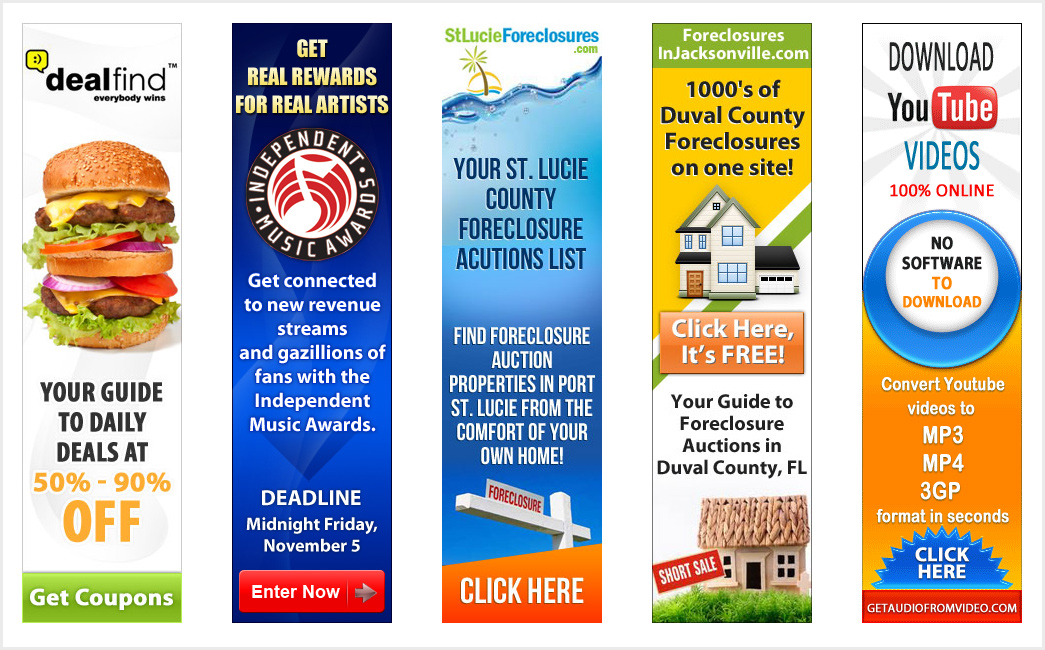 :)
dealfind™
everybody wins
YOUR GUIDE
TO DAILY
DEALS AT
50% - 90%
OFF
Get Coupons
GET
REAL REWARDS
FOR REAL ARTISTS
INDEPENDENT
MUSIC AWARDS
Get connected
to new revenue
streams
and gazillions of
fans with the
Independent
Music Awards.
DEADLINE
Midnight Friday,
November 5
Enter Now
StLucieForeclosures
.com
YOUR ST. LUCIE
COUNTY
FORECLOSURE
ACUTIONS LIST
FIND FORECLOSURE
AUCTION
PROPERTIES IN PORT
ST. LUCIE FROM THE
COMFORT OF YOUR
OWN HOME!
FORECLOSURE
CLICK HERE
Foreclosures
InJacksonville.com
1000's of
Duval County
Foreclosures
on one site!
Click Here,
It's FREE!
Your Guide to
Foreclosure
Auctions in
Duval County, FL
SHORT SALE
DOWNLOAD
YouTube
VIDEOS
100% ONLINE
NO
SOFTWARE
TO
DOWNLOAD
Convert Youtube
videos to
MP3
MP4
3GP
format in seconds
CLICK
HERE
GETAUDIOFROMVIDEO.COM